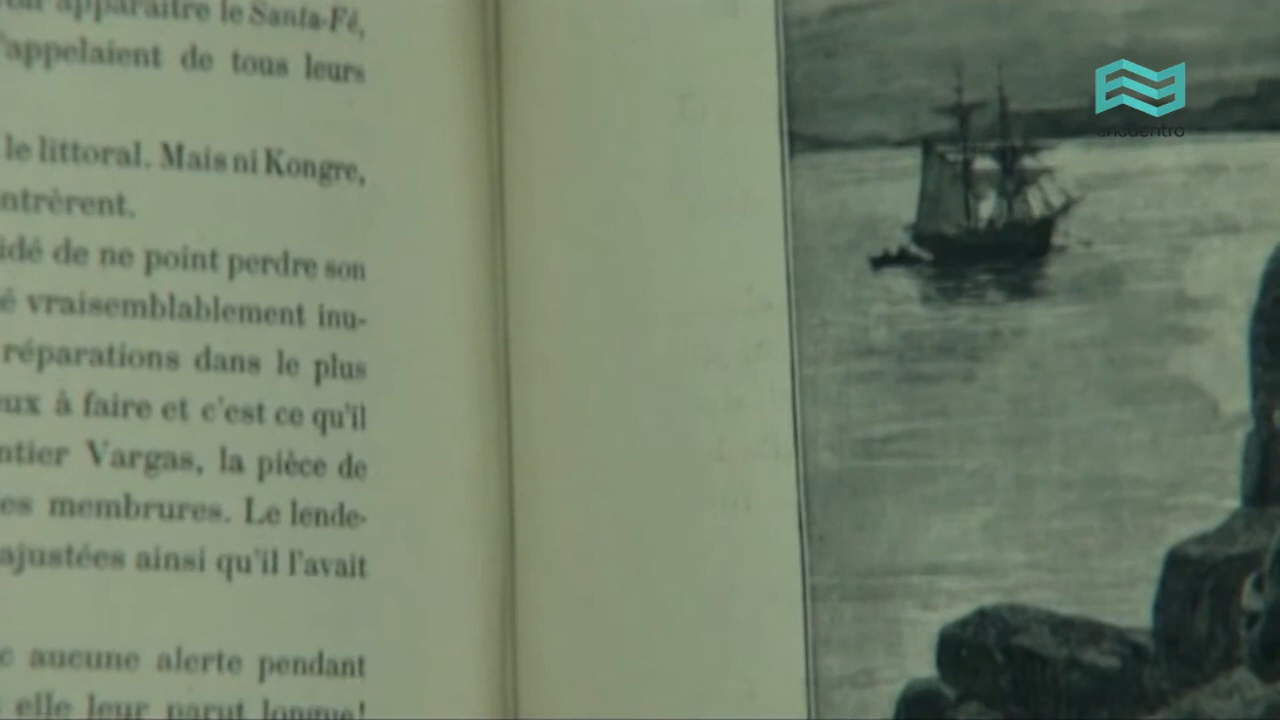 apparaître le Santa-Fé,
'appelaient de tous leurs
le littoral. Mais ni Kongre,
ntrèrent.
idé de ne point perdre son
é vraisemblablement inu-
réparations dans le plus
eux à faire et c'est ce qu'il
ntier Vargas, la pièce de
es membrures. Le lende-
ajustées ainsi qu'il l'avait
c aucune alerte pendant
elle leur parut longue!
encuentro